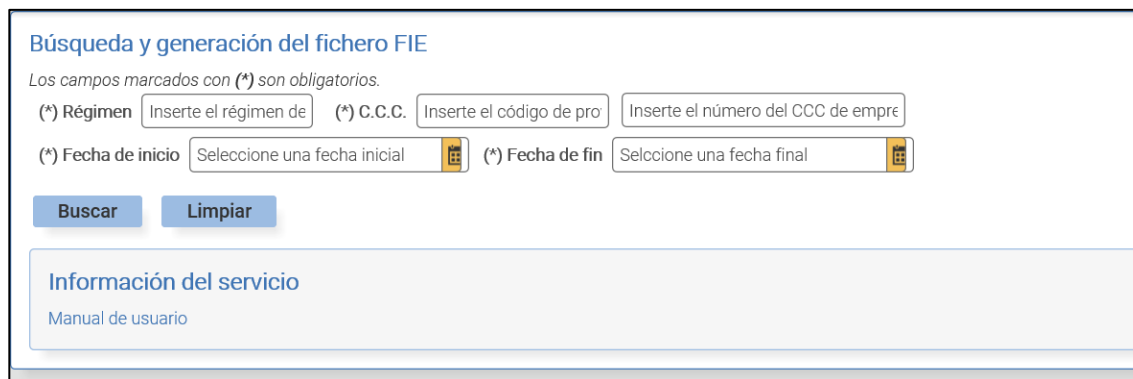 Búsqueda y generación del fichero FIE
Los campos marcados con (*) son obligatorios.
(*) Régimen Inserte el régimen de (*) C.C.C. Inserte el código de pro Inserte el número del CCC de empre
(*) Fecha de inicio Seleccione una fecha inicial (*) Fecha de fin Selccione una fecha final
Buscar Limpiar
Información del servicio
Manual de usuario